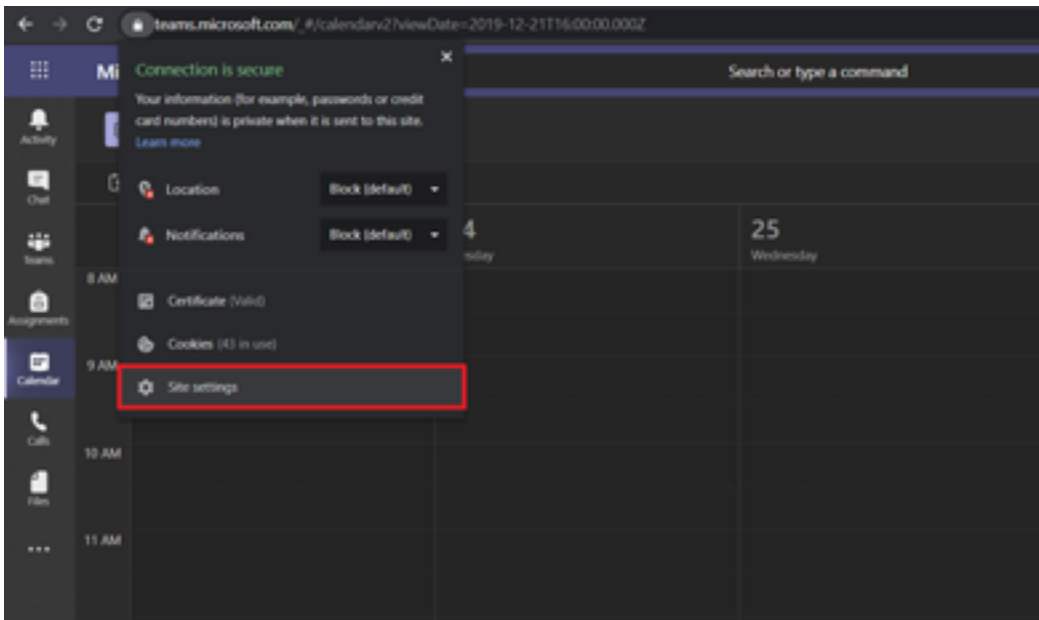 teams.microsoft.com/_#/calendarv2?viewDate=2019-12-21T16:00:00.000Z
Mi
Search or type a command
Connection is secure
Your information (for example, passwords or credit
card numbers) is private when it is sent to this site.
Learn more
Location Block (default)
Notifications Block (default)
Certificate (Valid)
Cookies (43 in use)
Site settings
Activity
Chat
Teams
Assignments
Calendar
Calls
Files
4
25
Wednesday
8 AM
9 AM
10 AM
11 AM